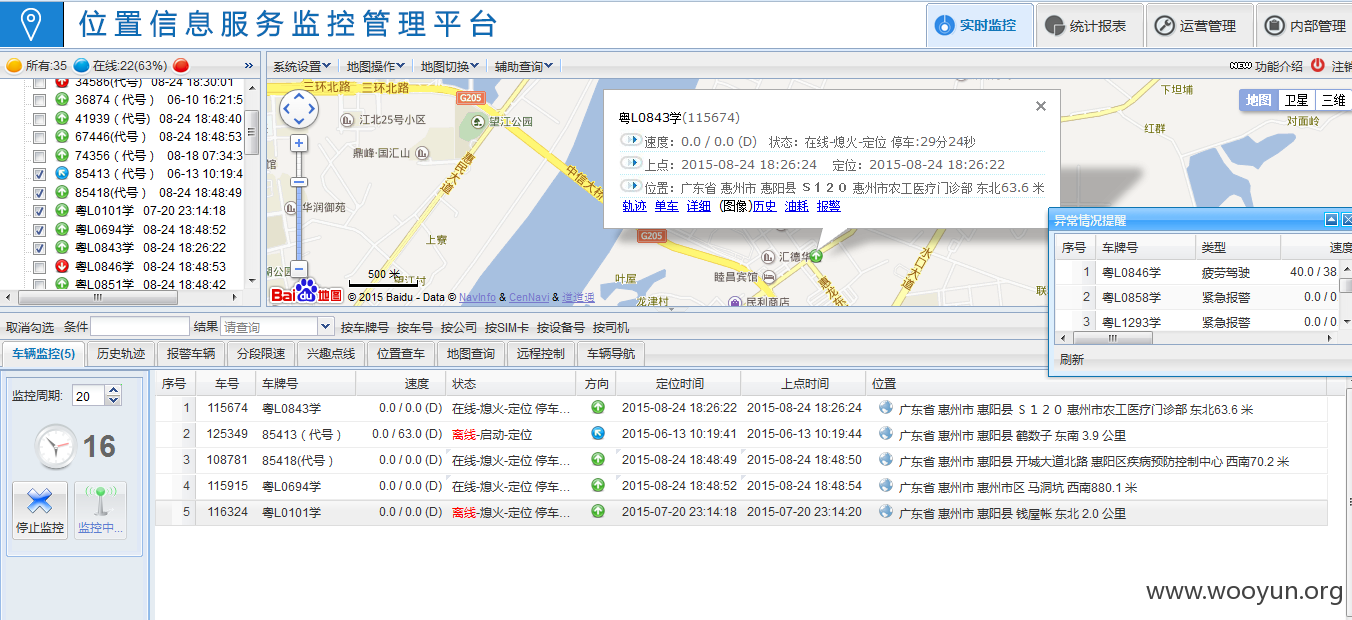 位置信息服务监控管理平台
实时监控 统计报表 运营管理 内部管理
所有:35 在线:22(63%) »
系统设置 地图操作 地图切换 辅助查询 NEW 功能介绍 注销
34586(代号) 08-24 18:30:01
36874（代号） 06-10 16:21:5
41939 (代号) 08-24 18:48:40
67446(代号) 08-24 18:48:53
74356（代号） 08-18 07:34:3
85413（代号） 06-13 10:19:4
85418(代号) 08-24 18:48:49
粤L0101学 07-20 23:14:18
粤L0694学 08-24 18:48:52
粤L0843学 08-24 18:26:22
粤L0846学 08-24 18:48:53
粤L0851学 08-24 18:48:42
三环北路 三环北路
G205
江北25号小区
望江公园
鼎峰·国汇山
惠民大道
中信大桥
华润御苑
上寮
望江村
G205
叶屋
龙津村
汇德华
睦昌宾馆
民利商店
惠龙东
水口大道
下坦埔
红群
对面岭
地图 卫星 三维
500 米
Baidu地图 © 2015 Baidu - Data © NavInfo & CenNavi & 道道通
粤L0843学(115674)
速度：0.0 / 0.0 (D) 状态：在线-熄火-定位 停车:29分24秒
上点：2015-08-24 18:26:24 定位：2015-08-24 18:26:22
位置：广东省 惠州市 惠阳县 Ｓ１２０ 惠州市农工医疗门诊部 东北63.6 米
轨迹 单车 详细 (图像)历史 油耗 报警
异常情况提醒
序号 车牌号 类型 速度
1 粤L0846学 疲劳驾驶 40.0 / 38
2 粤L0858学 紧急报警 0.0 / 0
3 粤L1293学 紧急报警 0.0 / 0
刷新
取消勾选 条件 结果 请查询 按车牌号 按车号 按公司 按SIM卡 按设备号 按司机
车辆监控(5) 历史轨迹 报警车辆 分段限速 兴趣点线 位置查车 地图查询 远程控制 车辆导航
监控周期: 20
16
停止监控 监控中...
序号 车号 车牌号 速度 状态 方向 定位时间 上点时间 位置
1 115674 粤L0843学 0.0 / 0.0 (D) 在线-熄火-定位 停车... 2015-08-24 18:26:22 2015-08-24 18:26:24 广东省 惠州市 惠阳县 Ｓ１２０ 惠州市农工医疗门诊部 东北63.6 米
2 125349 85413（代号） 0.0 / 63.0 (D) 离线-启动-定位 2015-06-13 10:19:41 2015-06-13 10:19:44 广东省 惠州市 惠阳县 鹤数子 东南 3.9 公里
3 108781 85418(代号) 0.0 / 0.0 (D) 在线-熄火-定位 停车... 2015-08-24 18:48:49 2015-08-24 18:48:50 广东省 惠州市 惠阳县 开城大道北路 惠阳区疾病预防控制中心 西南70.2 米
4 115915 粤L0694学 0.0 / 0.0 (D) 在线-熄火-定位 停车... 2015-08-24 18:48:52 2015-08-24 18:48:54 广东省 惠州市 惠州市区 马洞坑 西南880.1 米
5 116324 粤L0101学 0.0 / 0.0 (D) 离线-熄火-定位 停车... 2015-07-20 23:14:18 2015-07-20 23:14:20 广东省 惠州市 惠阳县 钱屋帐 东北 2.0 公里
www.wooyun.org